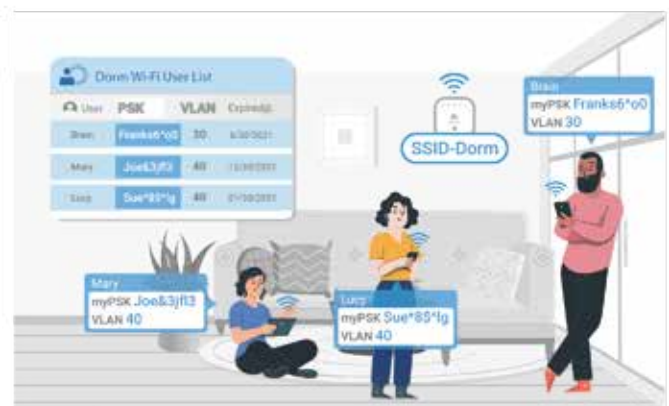 Dorm Wi-Fi User List
User PSK VLAN
Brain Franks6^o0 30
Mary Joe&3jfl3 40
Lucy Sue*8S^lg 40
SSID-Dorm
Brain
myPSK Franks6^o0
VLAN 30
Mary
myPSK Joe&3jfl3
VLAN 40
Lucy
myPSK Sue*8S^lg
VLAN 40